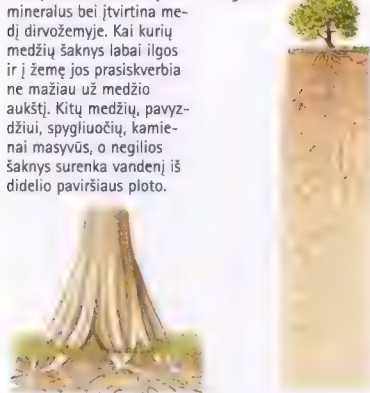 mineralus bei įtvirtina me-
dį dirvožemyje. Kai kurių
medžių šaknys labai ilgos
ir į žemę jos prasiskverbia
ne mažiau už medžio
aukštį. Kitų medžių, pavyz-
džiui, spygliuočių, kamie-
nai masyvūs, o negilios
šaknys surenka vandenį iš
didelio paviršiaus ploto.